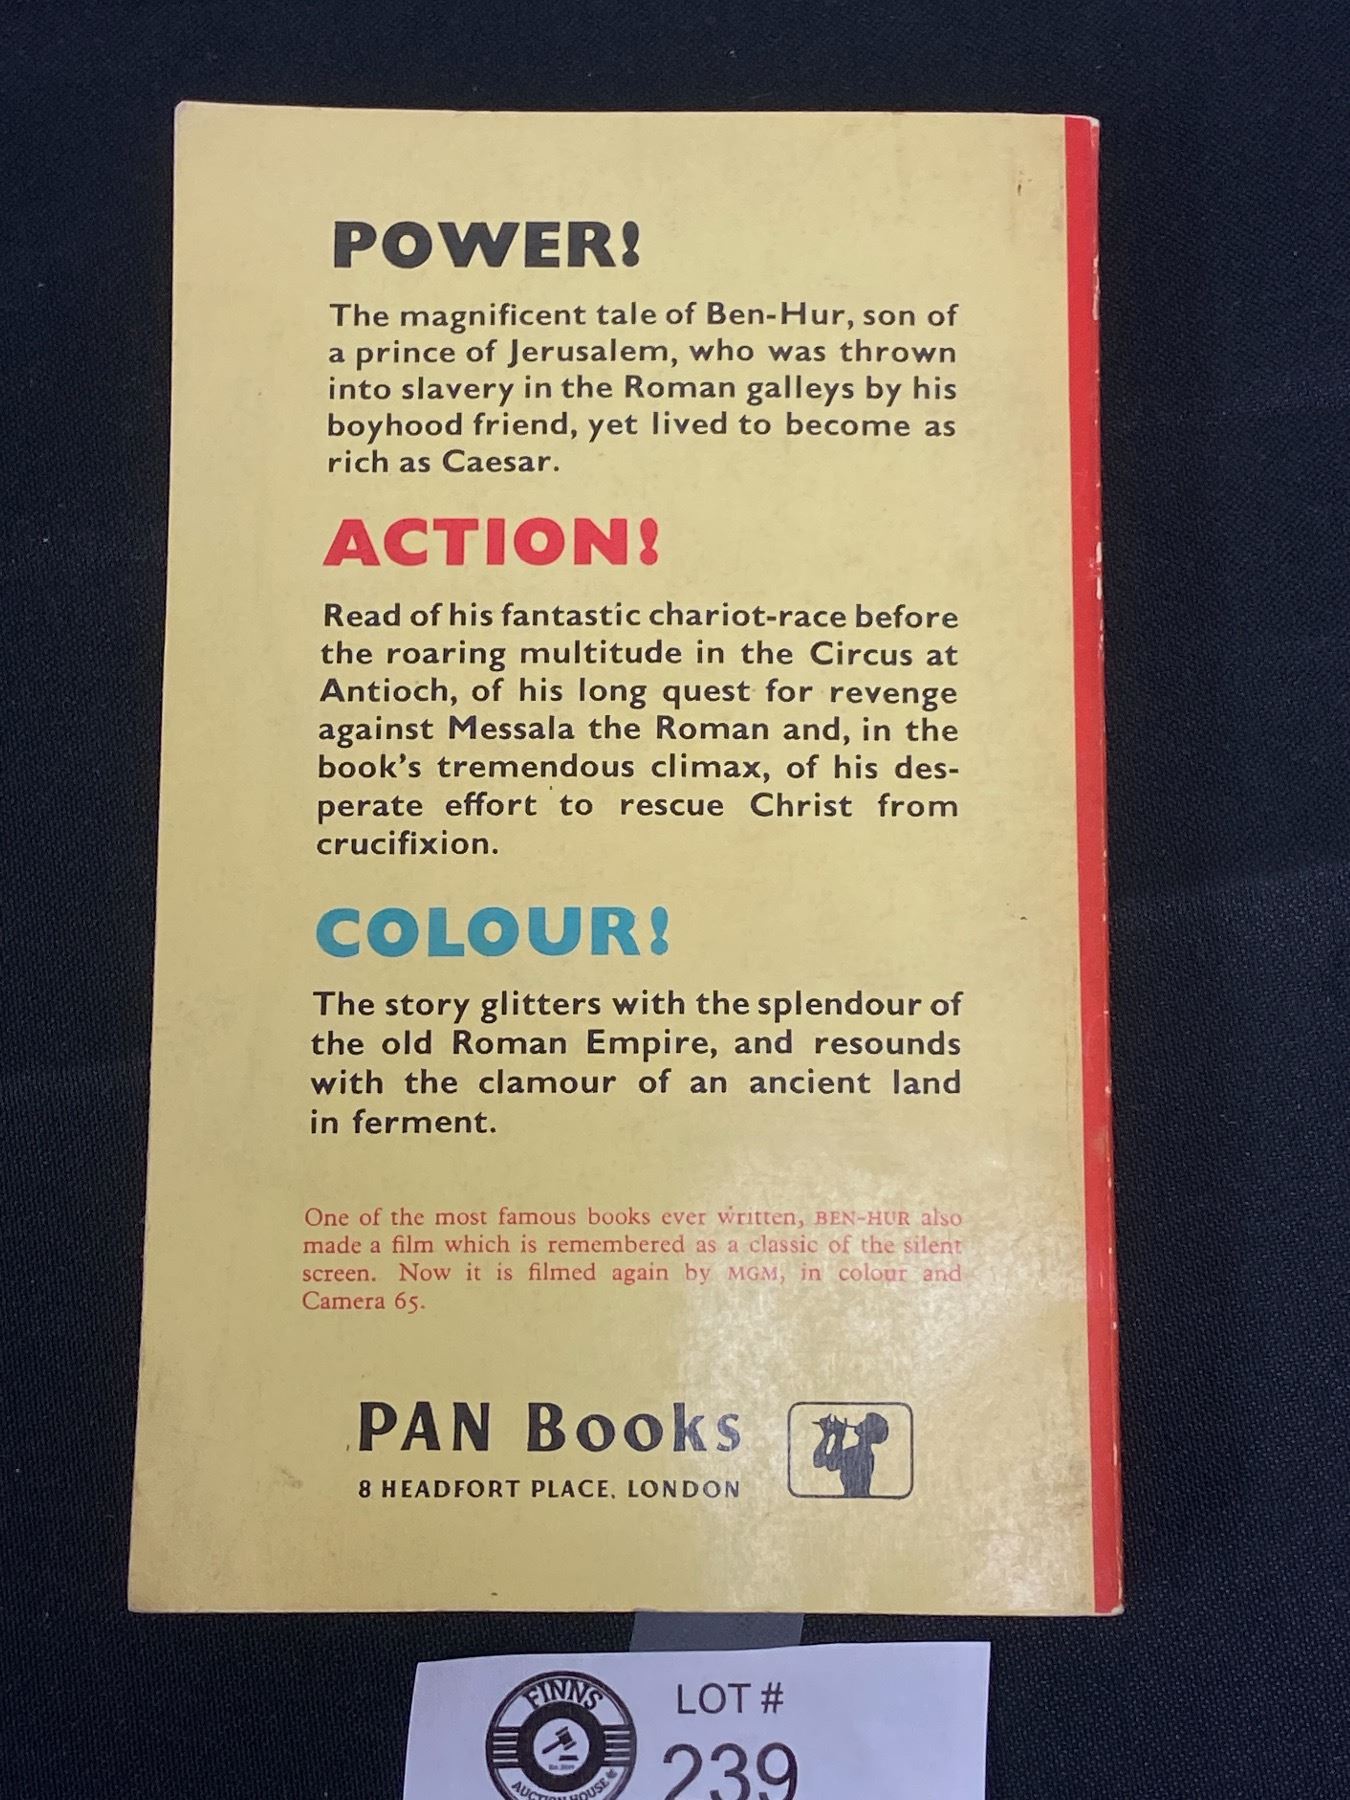 POWER!
The magnificent tale of Ben-Hur, son of
a prince of Jerusalem, who was thrown
into slavery in the Roman galleys by his
boyhood friend, yet lived to become as
rich as Caesar.
ACTION!
Read of his fantastic chariot-race before
the roaring multitude in the Circus at
Antioch, of his long quest for revenge
against Messala the Roman and, in the
book's tremendous climax, of his des-
perate effort to rescue Christ from
crucifixion.
COLOUR!
The story glitters with the splendour of
the old Roman Empire, and resounds
with the clamour of an ancient land
in ferment.
One of the most famous books ever written, BEN-HUR also
made a film which is remembered as a classic of the silent
screen. Now it is filmed again by MGM, in colour and
Camera 65.
PAN Books
8 HEADFORT PLACE, LONDON
FINNS
AUCTION HOUSE
LOT #
239